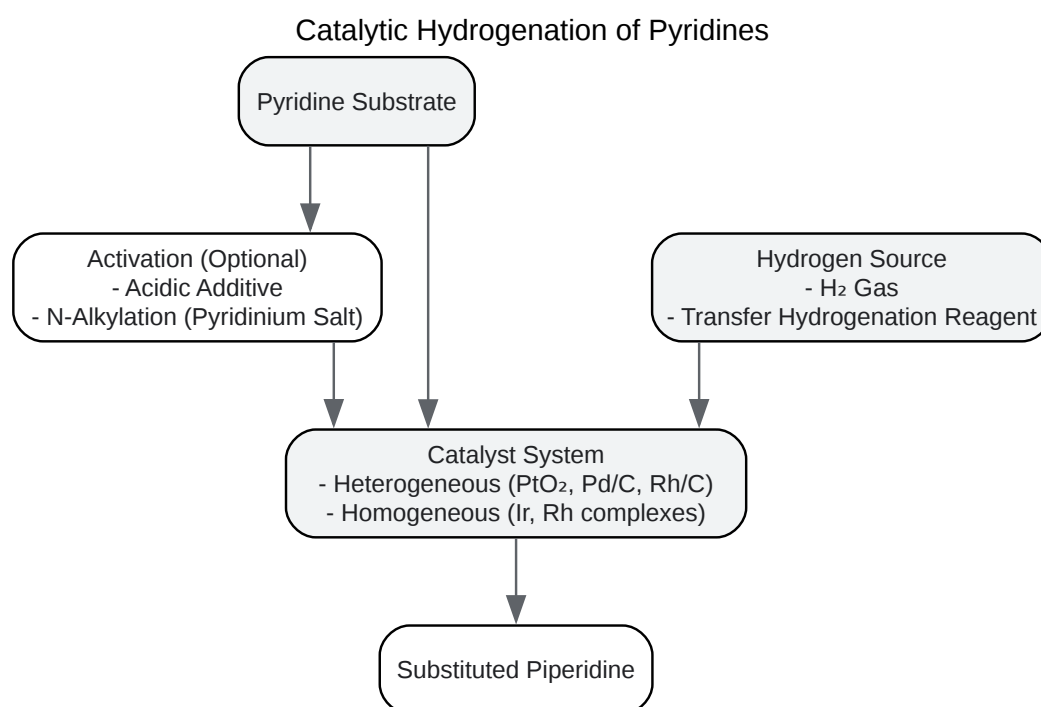 Catalytic Hydrogenation of Pyridines
Pyridine Substrate
Activation (Optional)
- Acidic Additive
- N-Alkylation (Pyridinium Salt)
Hydrogen Source
- H₂ Gas
- Transfer Hydrogenation Reagent
Catalyst System
- Heterogeneous (PtO₂, Pd/C, Rh/C)
- Homogeneous (Ir, Rh complexes)
Substituted Piperidine